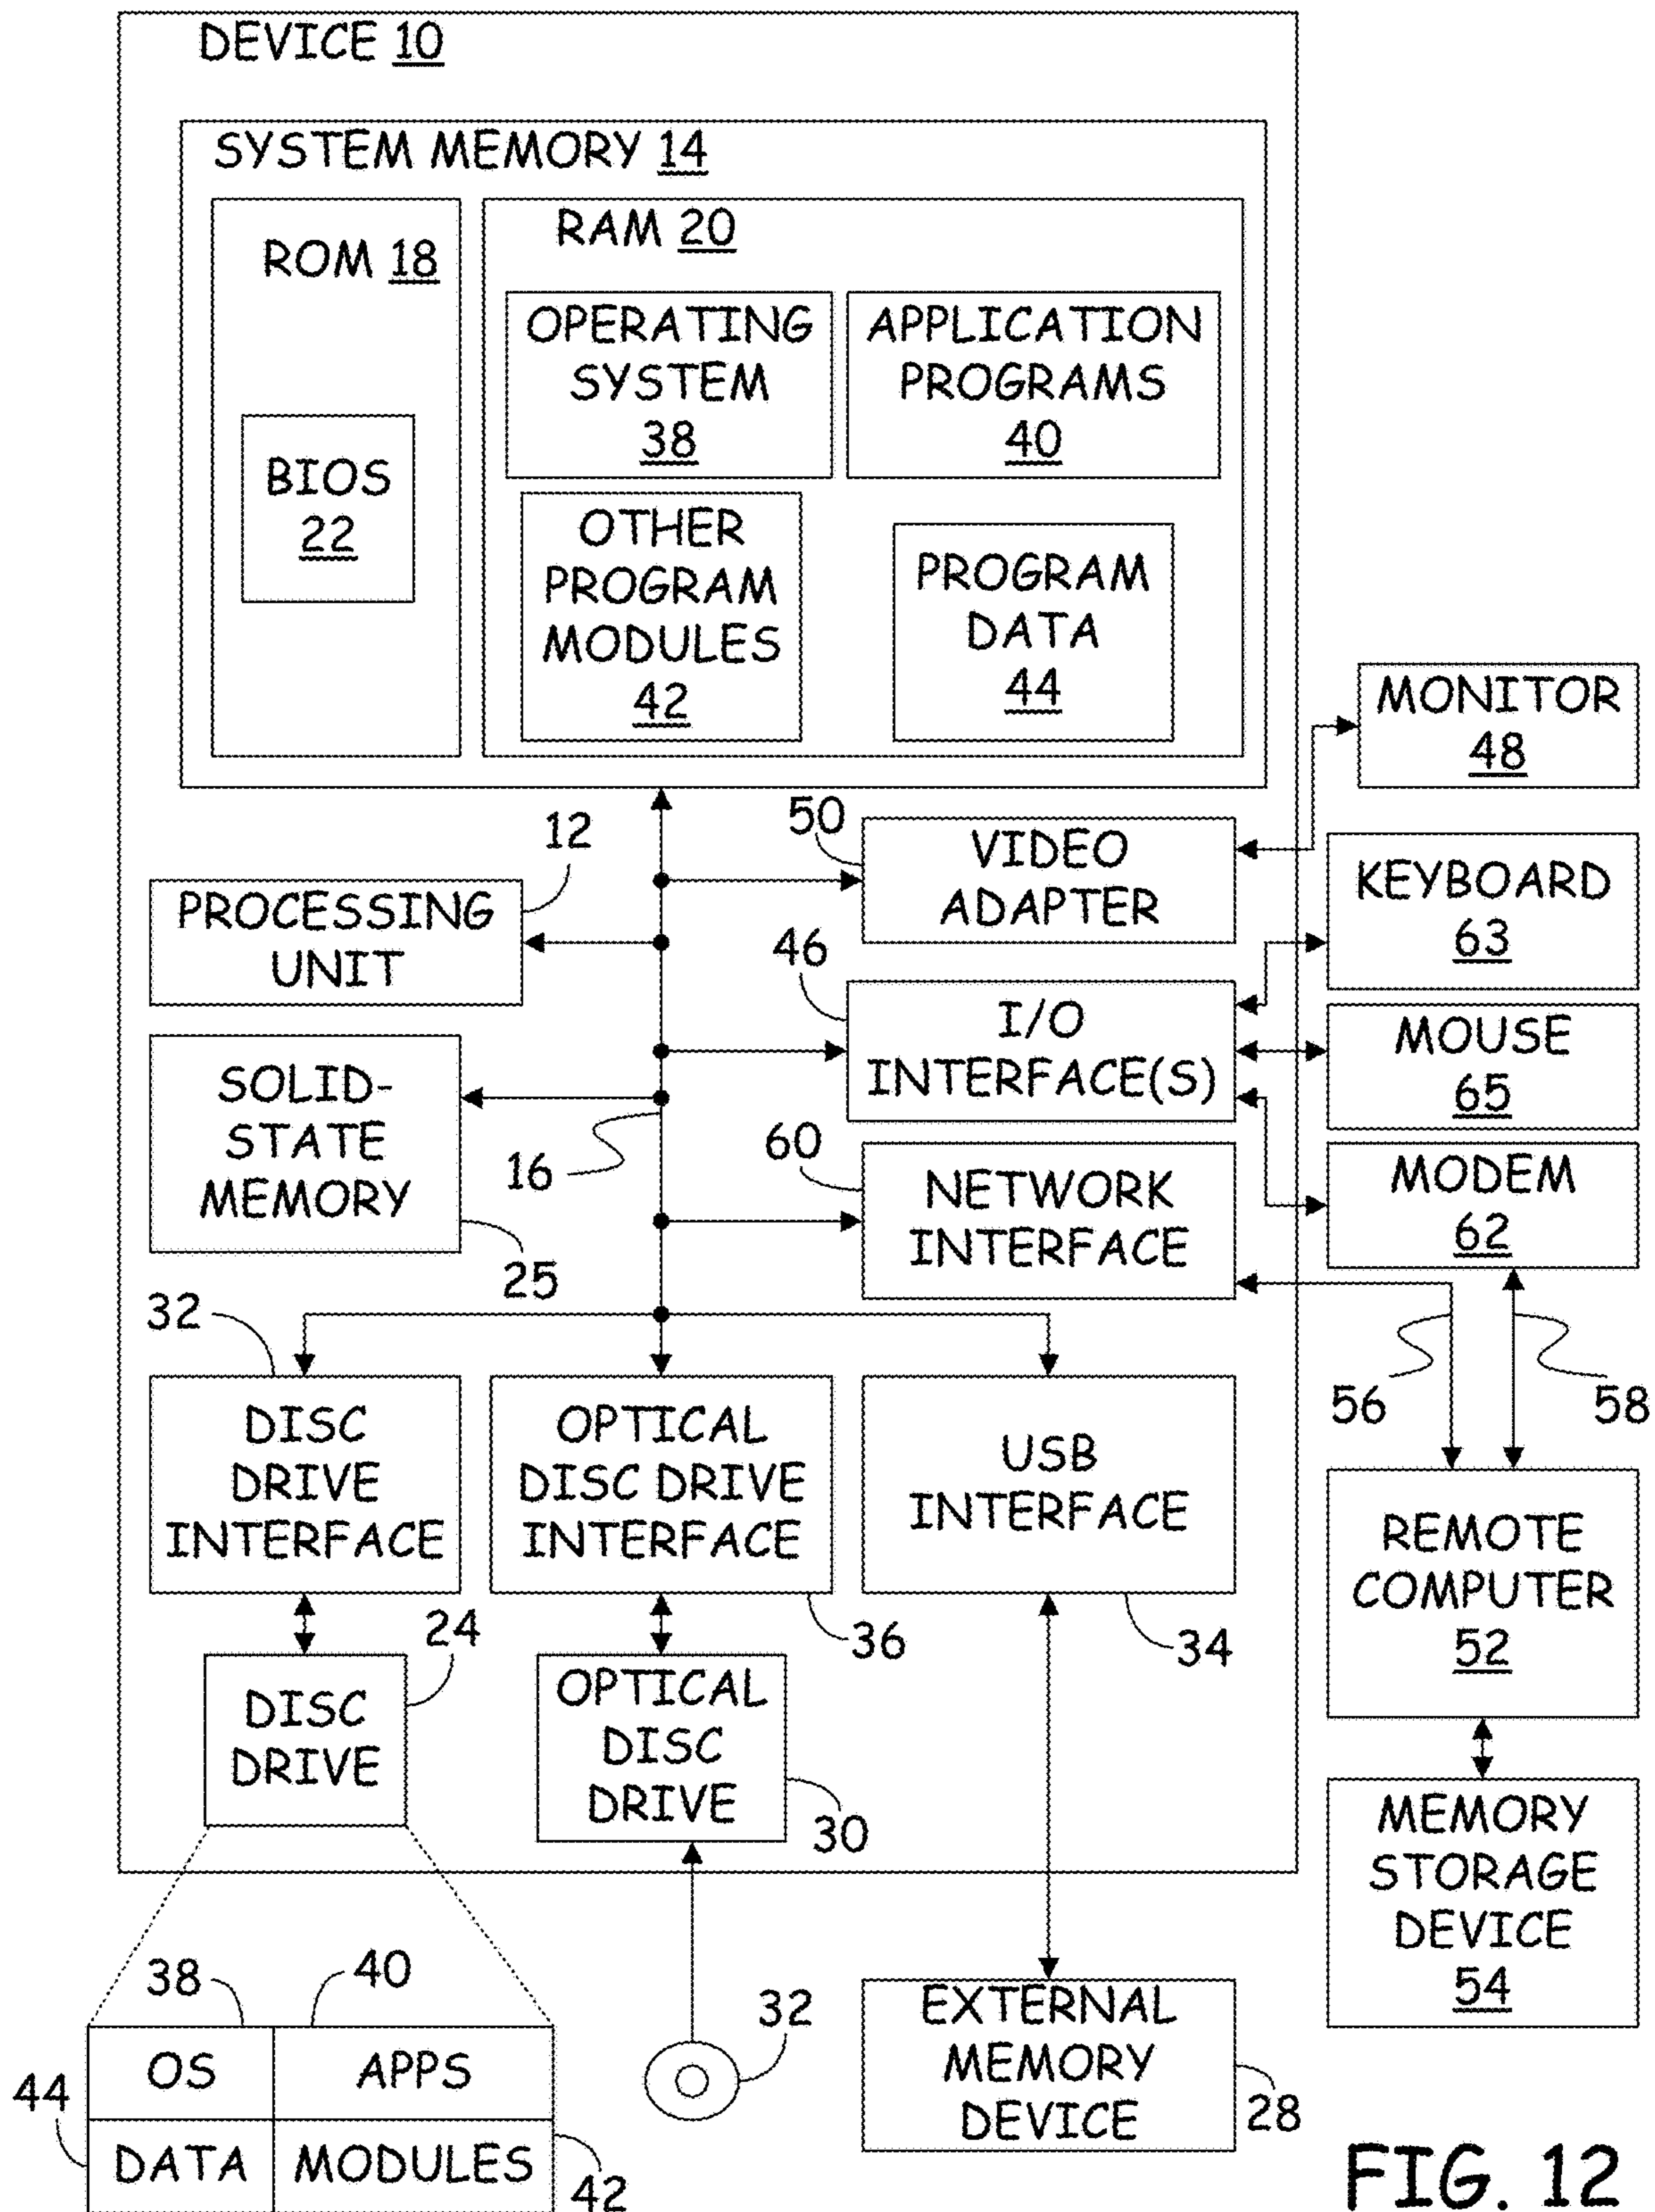 DEVICE 10
SYSTEM MEMORY 14
ROM 18
BIOS
22
RAM 20
OPERATING
SYSTEM
38
APPLICATION
PROGRAMS
40
OTHER
PROGRAM
MODULES
42
PROGRAM
DATA
44
MONITOR
48
12
PROCESSING
UNIT
50
VIDEO
ADAPTER
KEYBOARD
63
46
I/O
INTERFACE(S)
MOUSE
65
SOLID-
STATE
MEMORY
25
16
60
NETWORK
INTERFACE
MODEM
62
56
58
32
DISC
DRIVE
INTERFACE
OPTICAL
DISC DRIVE
INTERFACE
36
USB
INTERFACE
34
REMOTE
COMPUTER
52
24
DISC
DRIVE
OPTICAL
DISC
DRIVE
30
MEMORY
STORAGE
DEVICE
54
38
40
OS
APPS
44
DATA
MODULES
42
32
EXTERNAL
MEMORY
DEVICE
28
FIG. 12